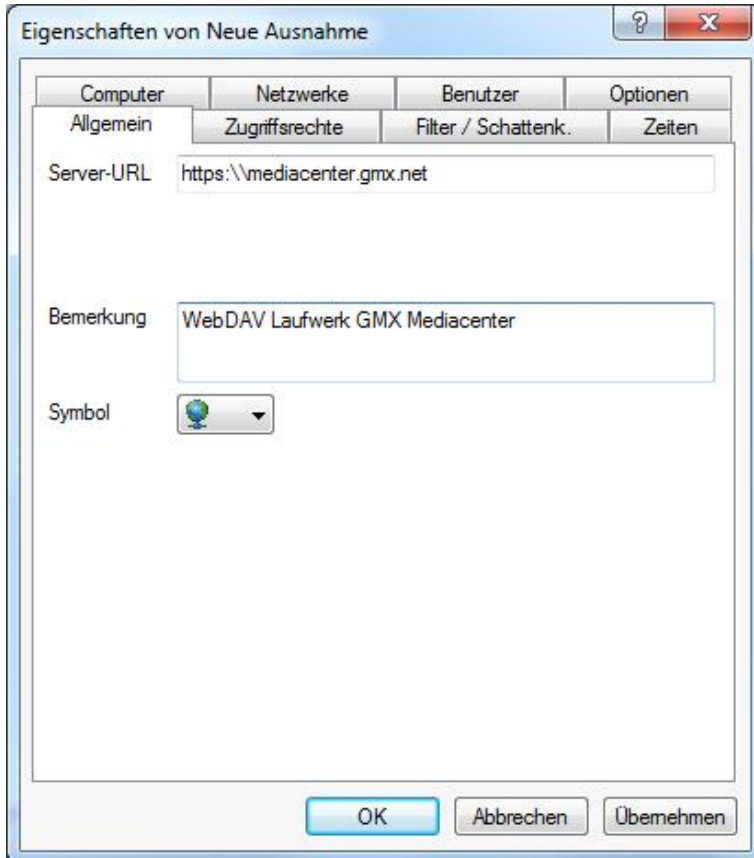 Eigenschaften von Neue Ausnahme
Computer Netzwerke Benutzer Optionen
Allgemein Zugriffsrechte Filter / Schattenk. Zeiten
Server-URL https:\\mediacenter.gmx.net
Bemerkung WebDAV Laufwerk GMX Mediacenter
Symbol
OK Abbrechen Übernehmen